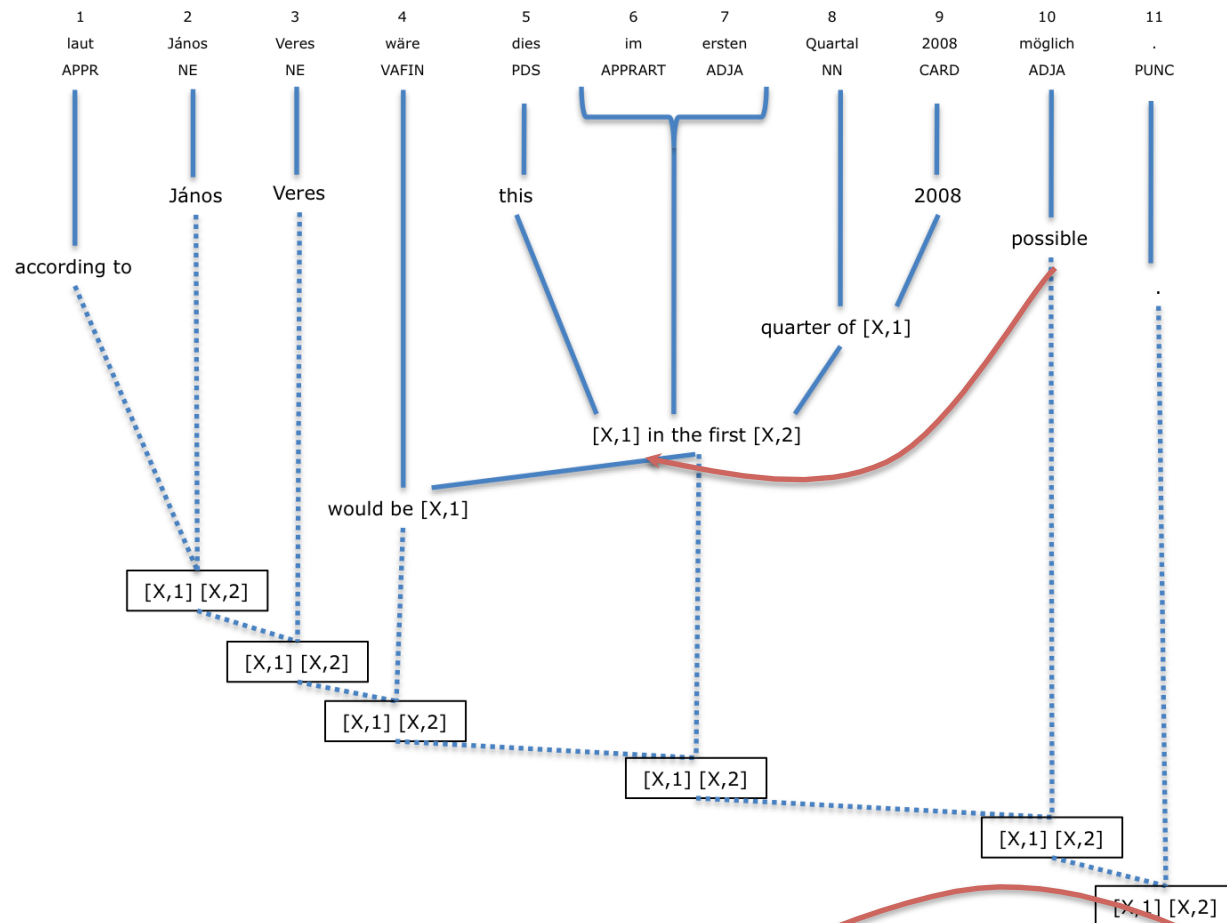 1 2 3 4 5 6 7 8 9 10 11
laut János Veres wäre dies im ersten Quartal 2008 möglich .
APPR NE NE VAFIN PDS APPRART ADJA NN CARD ADJA PUNC
János Veres this 2008
possible
according to
.
quarter of [X,1]
[X,1] in the first [X,2]
would be [X,1]
[X,1] [X,2]
[X,1] [X,2]
[X,1] [X,2]
[X,1] [X,2]
[X,1] [X,2]
[X,1] [X,2]